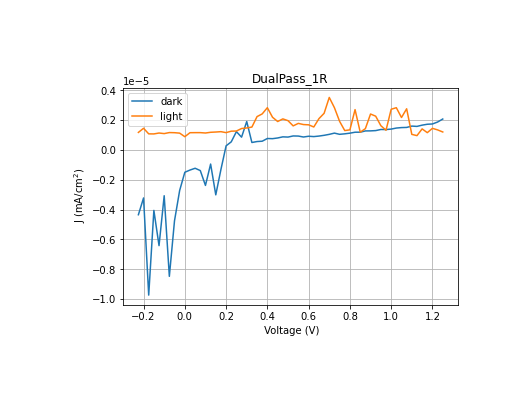 DualPass_1R
1e−5
dark
light
0.4
0.2
0.0
−0.2
−0.4
−0.6
−0.8
−1.0
J (mA/cm²)
−0.2 0.0 0.2 0.4 0.6 0.8 1.0 1.2
Voltage (V)